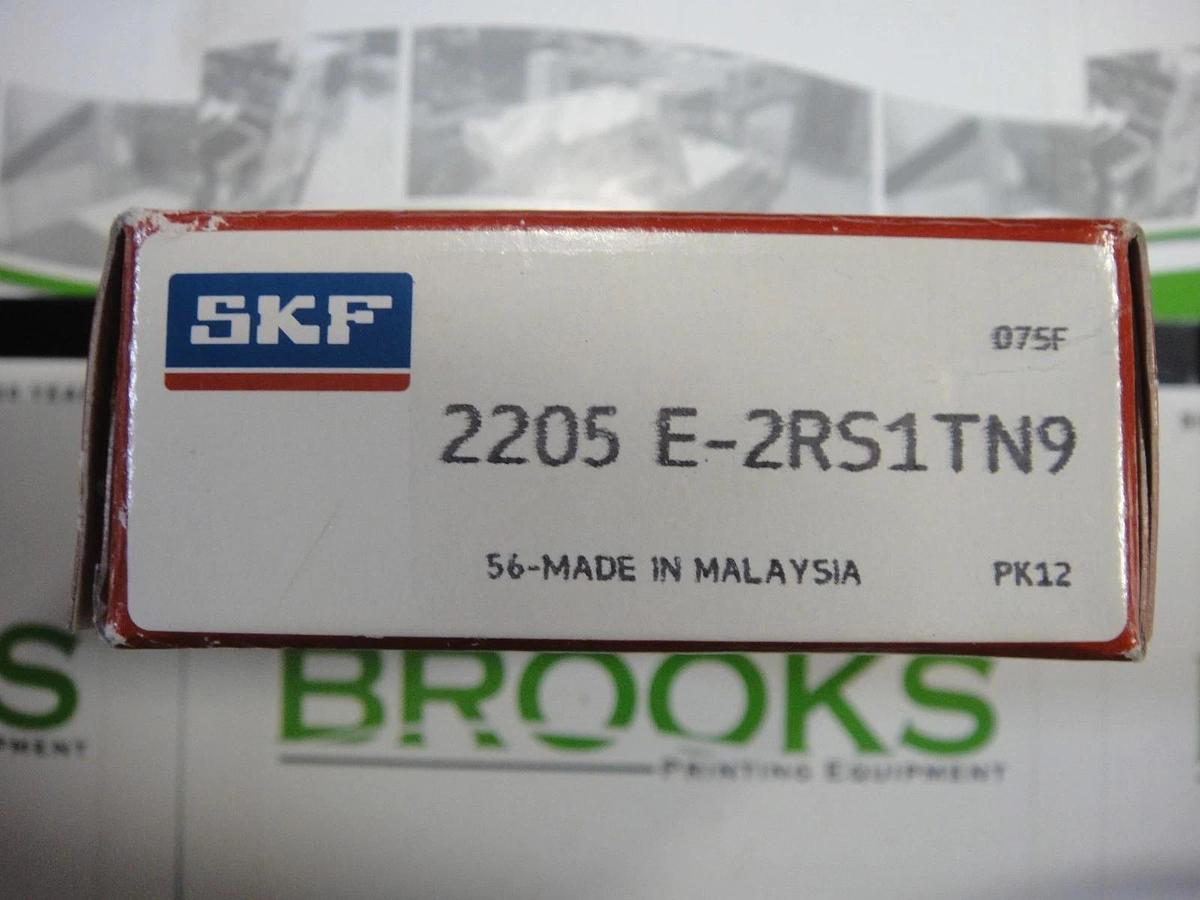 SKF
075F
2205 E-2RS1TN9
56-MADE IN MALAYSIA
PK12
BROOKS
PRINTING EQUIPMENT